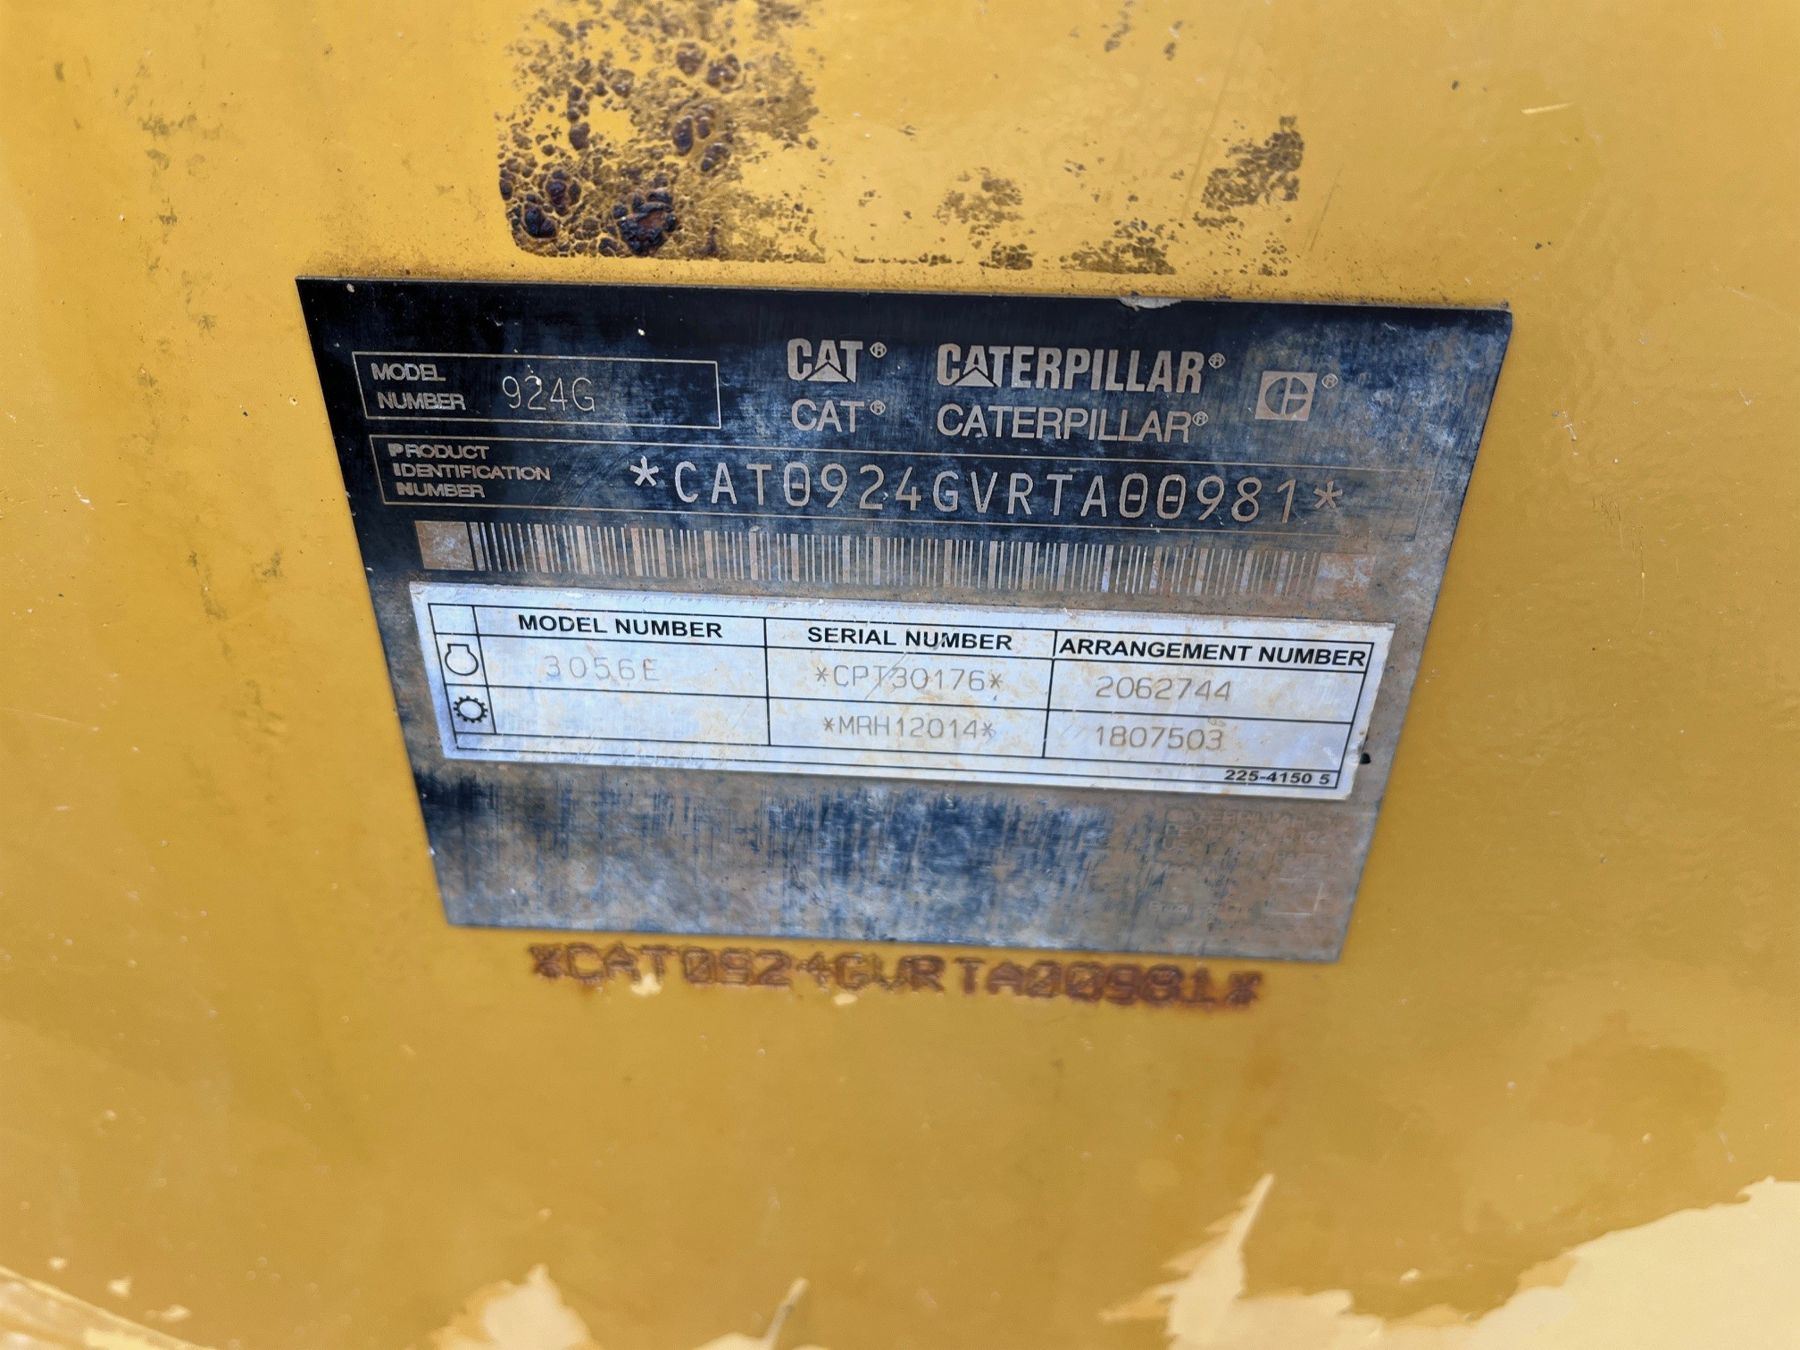 MODEL NUMBER 924G
CAT® CATERPILLAR® ®
CAT® CATERPILLAR®
PRODUCT IDENTIFICATION NUMBER *CAT0924GVRTA00981*
MODEL NUMBER SERIAL NUMBER ARRANGEMENT NUMBER
3056E *CPT30176* 2062744
*MRH12014* 1807503
225-4150 5
CATERPILLAR
*CAT0924GVRTA00981*